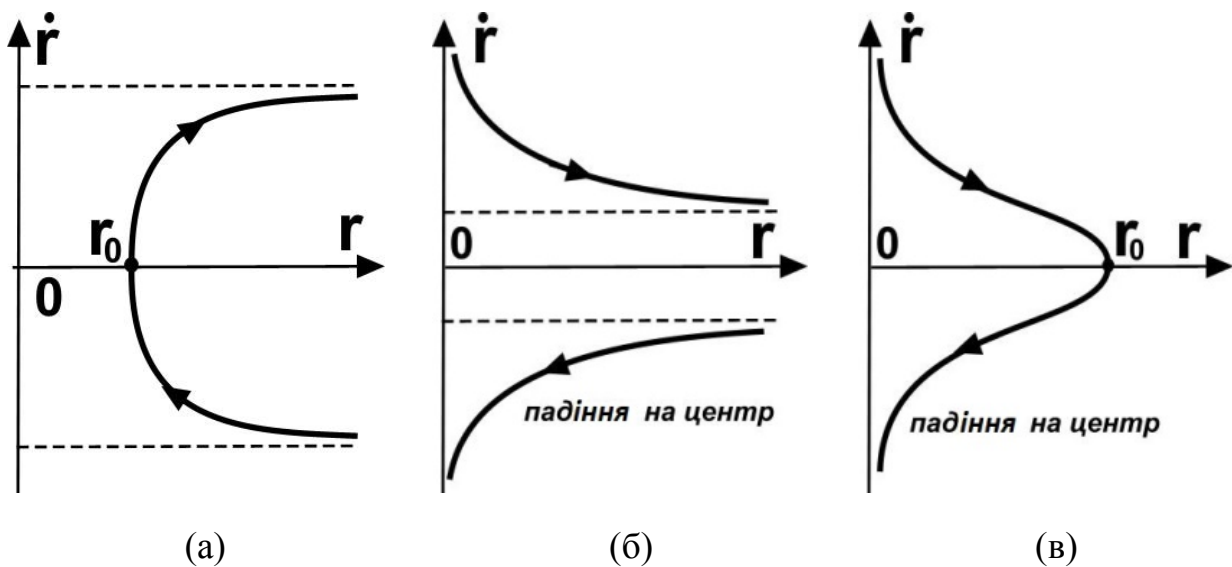 ṙ
r₀
r
0
(а)
ṙ
0
r
падіння на центр
(б)
ṙ
0
r₀
r
падіння на центр
(в)